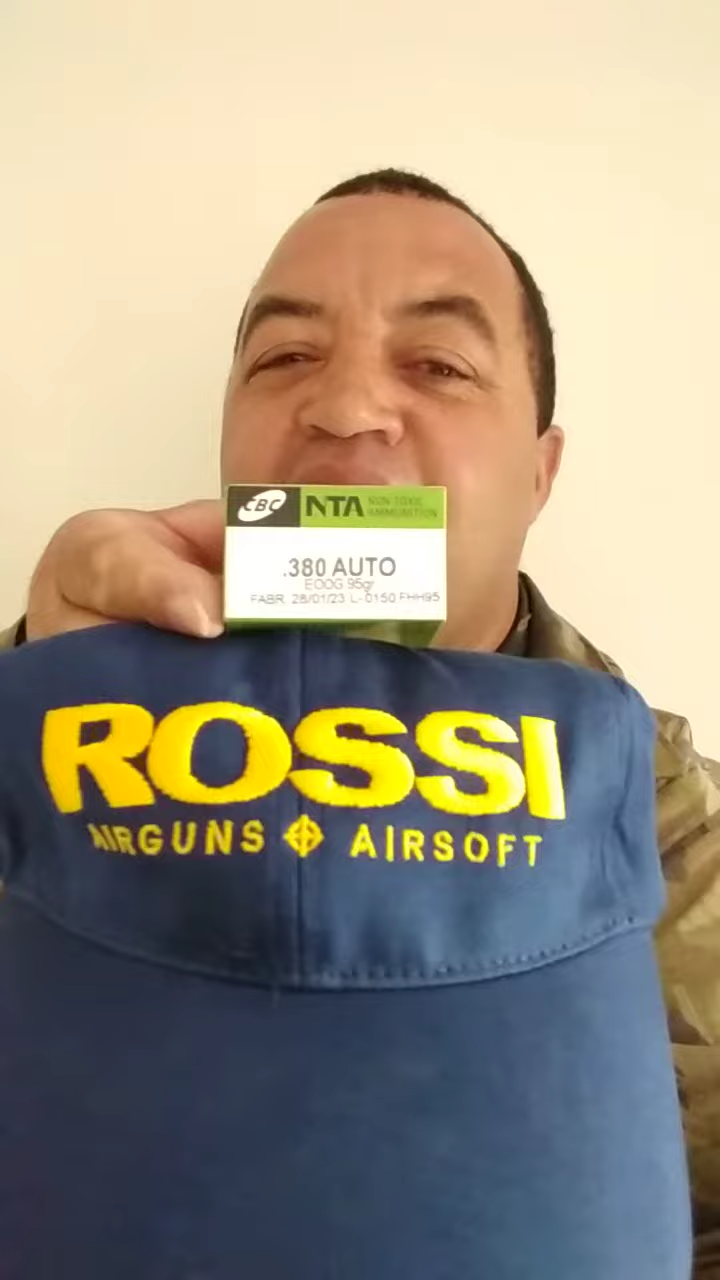 CBC NTA NON TOXIC
AMMUNITION
.380 AUTO
EOOG 95gr
FABR. 28/01/23 L-0150 FHH95
ROSSI
AIRGUNS AIRSOFT